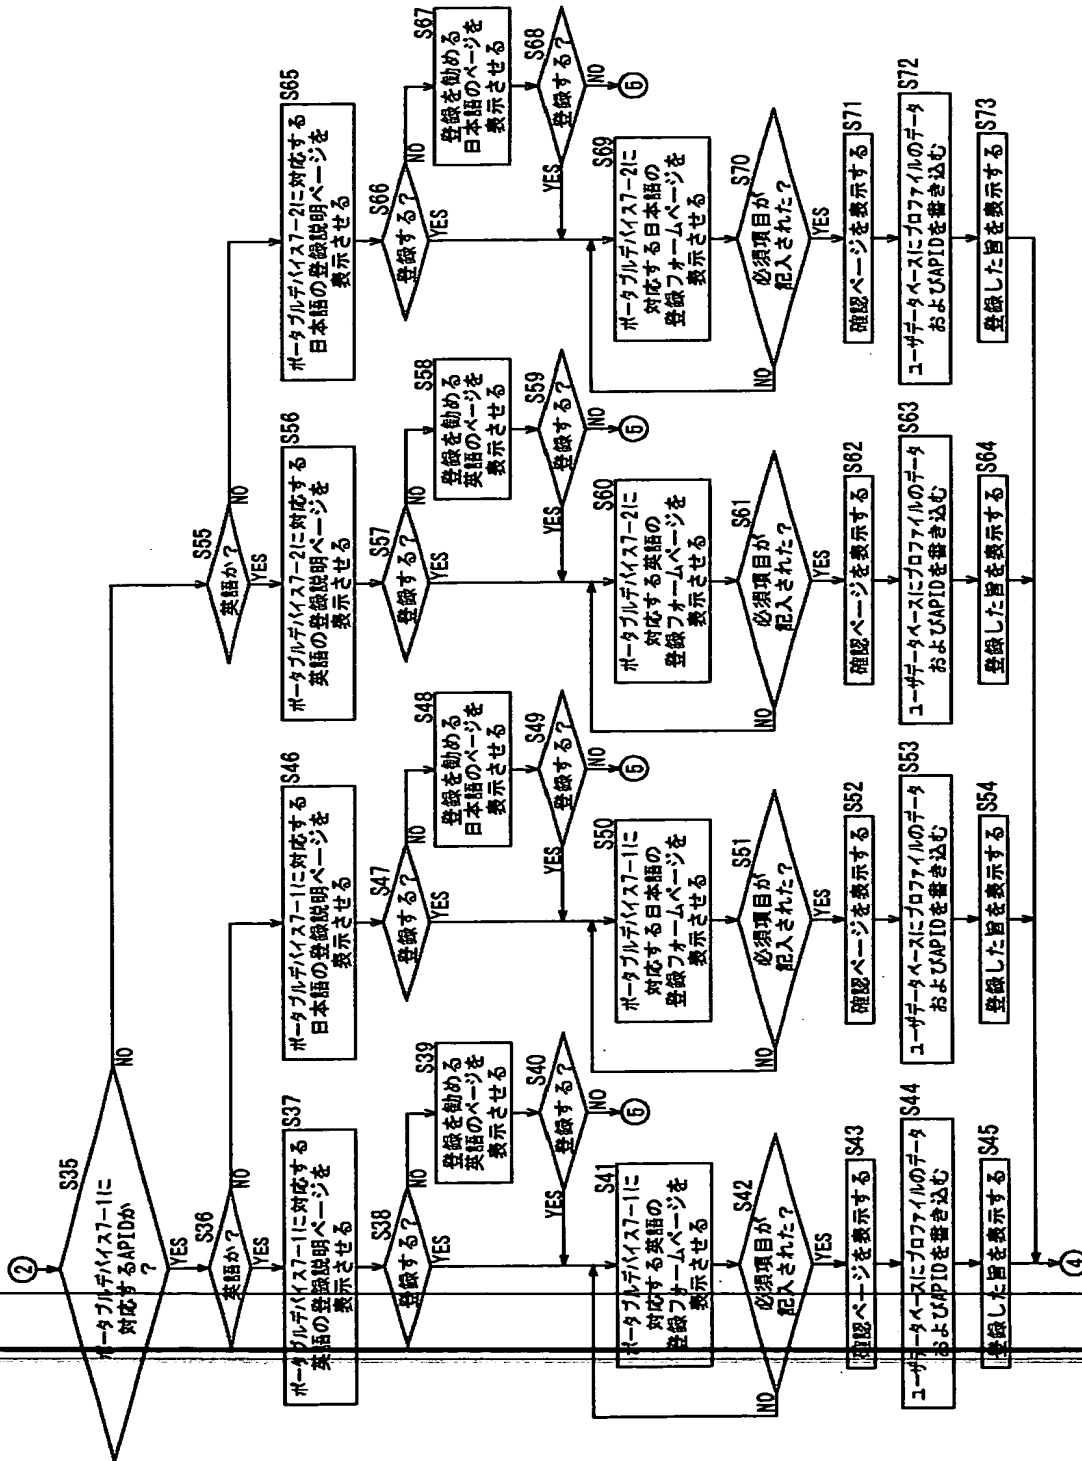 ②
S35
ポータブルデバイス7-1に
対応するAPIDか
?
YES
NO
S36
英語か?
YES
NO
S37
ポータブルデバイス7-1に対応する
英語の登録説明ページを
表示させる
S38
登録する?
YES
NO
S39
登録を勧める
英語のページを
表示させる
S40
登録する?
YES
NO
⑤
S41
ポータブルデバイス7-1に
対応する英語の
登録フォームページを
表示させる
S42
必須項目が
記入された?
YES
NO
S43
確認ページを表示する
S44
ユーザデータベースにプロファイルのデータ
およびAPIDを書き込む
S45
登録した旨を表示する
④
S46
ポータブルデバイス7-1に対応する
日本語の登録説明ページを
表示させる
S47
登録する?
YES
NO
S48
登録を勧める
日本語のページを
表示させる
S49
登録する?
YES
NO
⑤
S50
ポータブルデバイス7-1に
対応する日本語の
登録フォームページを
表示させる
S51
必須項目が
記入された?
YES
NO
S52
確認ページを表示する
S53
ユーザデータベースにプロファイルのデータ
およびAPIDを書き込む
S54
登録した旨を表示する
S55
英語か?
YES
NO
S56
ポータブルデバイス7-2に対応する
英語の登録説明ページを
表示させる
S57
登録する?
YES
NO
S58
登録を勧める
英語のページを
表示させる
S59
登録する?
YES
NO
⑤
S60
ポータブルデバイス7-2に
対応する英語の
登録フォームページを
表示させる
S61
必須項目が
記入された?
YES
NO
S62
確認ページを表示する
S63
ユーザデータベースにプロファイルのデータ
およびAPIDを書き込む
S64
登録した旨を表示する
S65
ポータブルデバイス7-2に対応する
日本語の登録説明ページを
表示させる
S66
登録する?
YES
NO
S67
登録を勧める
日本語のページを
表示させる
S68
登録する?
YES
NO
⑤
S69
ポータブルデバイス7-2に
対応する日本語の
登録フォームページを
表示させる
S70
必須項目が
記入された?
YES
NO
S71
確認ページを表示する
S72
ユーザデータベースにプロファイルのデータ
およびAPIDを書き込む
S73
登録した旨を表示する